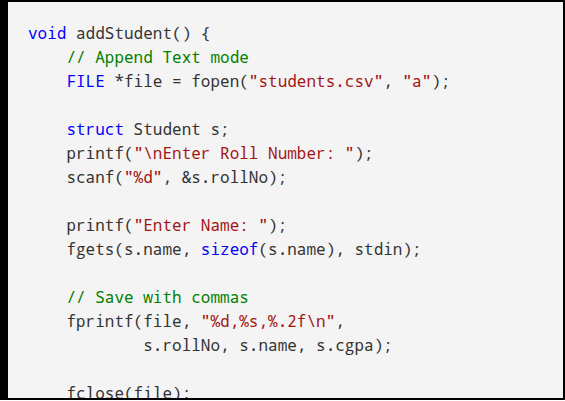 void addStudent() {
    // Append Text mode
    FILE *file = fopen("students.csv", "a");

    struct Student s;
    printf("\nEnter Roll Number: ");
    scanf("%d", &s.rollNo);

    printf("Enter Name: ");
    fgets(s.name, sizeof(s.name), stdin);

    // Save with commas
    fprintf(file, "%d,%s,%.2f\n",
            s.rollNo, s.name, s.cgpa);

    fclose(file);